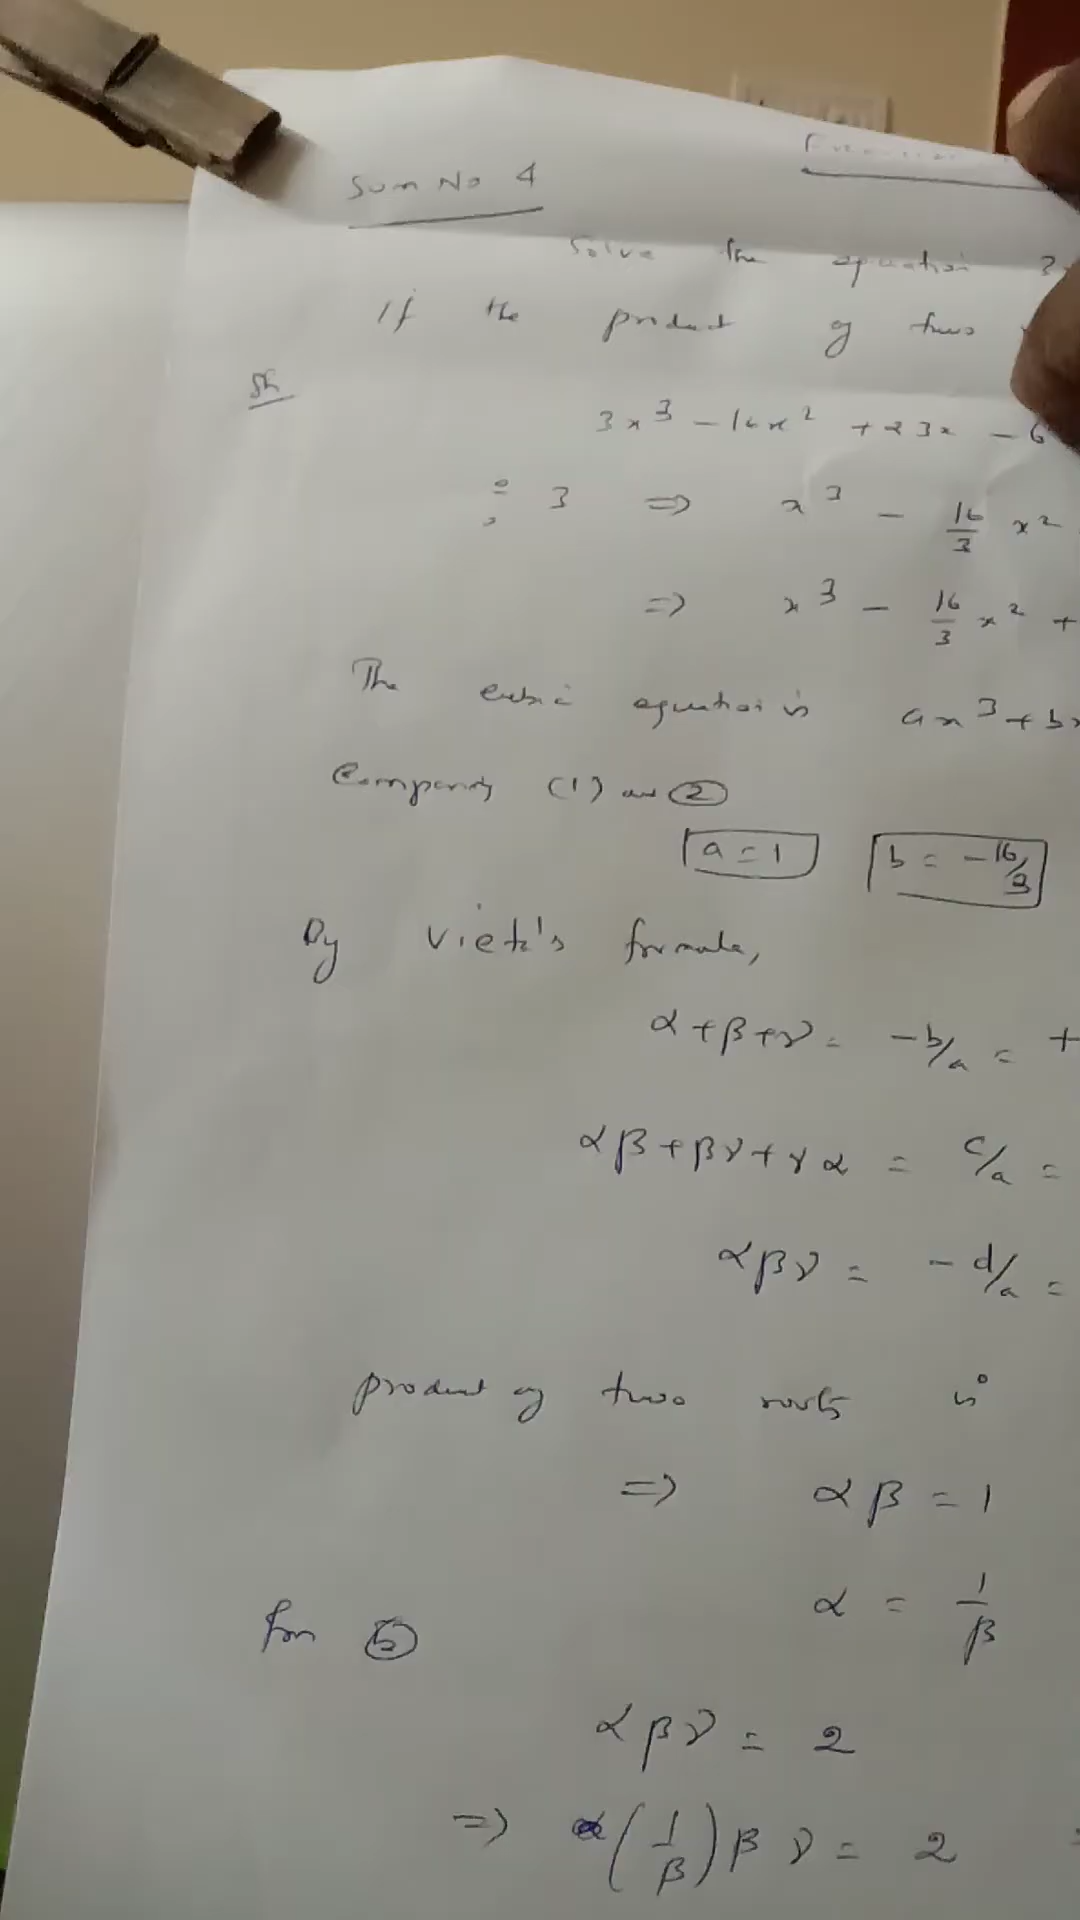 Sum No 4
Solve the equation 3
If the product of two
Sln
3x³ - 16x² + 23x - 6
÷ 3 ⇒ x³ - 16/3 x²
⇒ x³ - 16/3 x² +
The cubic equation is ax³ + bx
Comparing (1) and ②
a = 1 b = -16/3
By Vieta's formula,
α + β + γ = -b/a = +
αβ + βγ + γα = c/a =
αβγ = -d/a =
product of two roots is
⇒ αβ = 1
α = 1/β
from ⑤
αβγ = 2
⇒ (1/β) β γ = 2